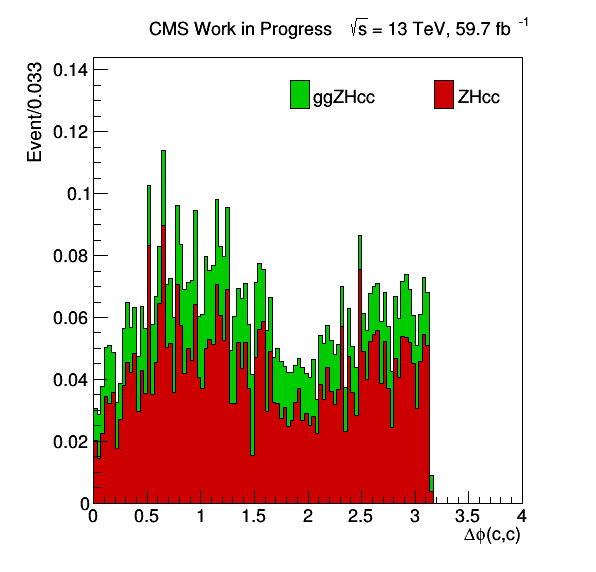 CMS Work in Progress √s = 13 TeV, 59.7 fb⁻¹
Event/0.033
0.14
0.12
0.1
0.08
0.06
0.04
0.02
0
ggZHcc ZHcc
0 0.5 1 1.5 2 2.5 3 3.5 4
Δϕ(c,c)